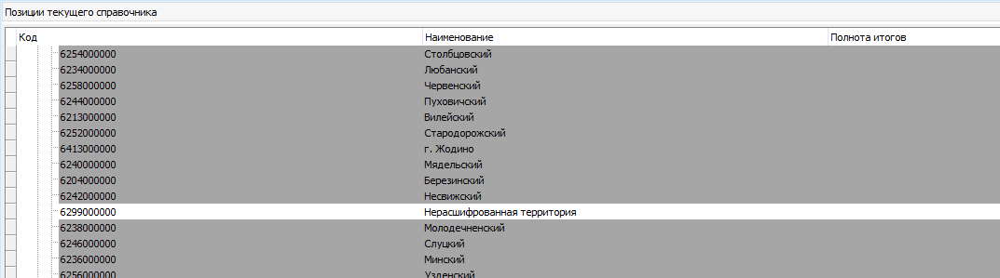 Позиции текущего справочника
Код Наименование Полнота итогов
6254000000 Столбцовский
6234000000 Любанский
6258000000 Червенский
6244000000 Пуховичский
6213000000 Вилейский
6252000000 Стародорожский
6413000000 г. Жодино
6240000000 Мядельский
6204000000 Березинский
6242000000 Несвижский
6299000000 Нерасшифрованная территория
6238000000 Молодечненский
6246000000 Слуцкий
6236000000 Минский
6256000000 Узденский